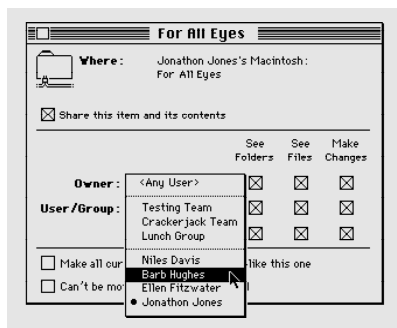 For All Eyes
Where: Jonathon Jones's Macintosh:
For All Eyes
Share this item and its contents
See Folders See Files Make Changes
Owner: <Any User>
User/Group: Testing Team
Crackerjack Team
Lunch Group
Niles Davis
Make all cur -like this one
Barb Hughes
Can't be mo Ellen Fitzwater
Jonathon Jones